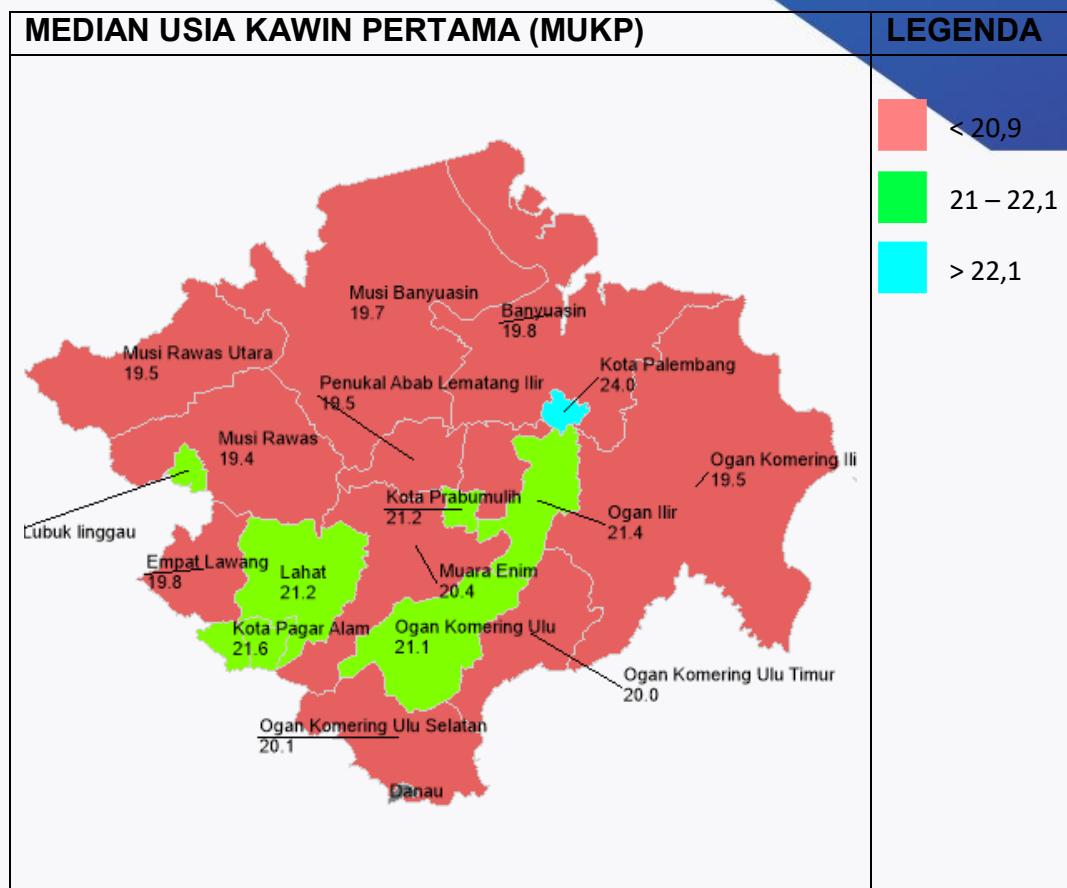 MEDIAN USIA KAWIN PERTAMA (MUKP)
LEGENDA
< 20,9
21 – 22,1
> 22,1
Musi Banyuasin
19.7
Banyuasin
19.8
Musi Rawas Utara
19.5
Kota Palembang
24.0
Penukal Abab Lematang Ilir
19.5
Musi Rawas
19.4
Ogan Komering Ili
19.5
Kota Prabumulih
21.2
Ogan Ilir
21.4
Lubuk linggau
Empat Lawang
19.8
Lahat
21.2
Muara Enim
20.4
Kota Pagar Alam
21.6
Ogan Komering Ulu
21.1
Ogan Komering Ulu Timur
20.0
Ogan Komering Ulu Selatan
20.1
Danau